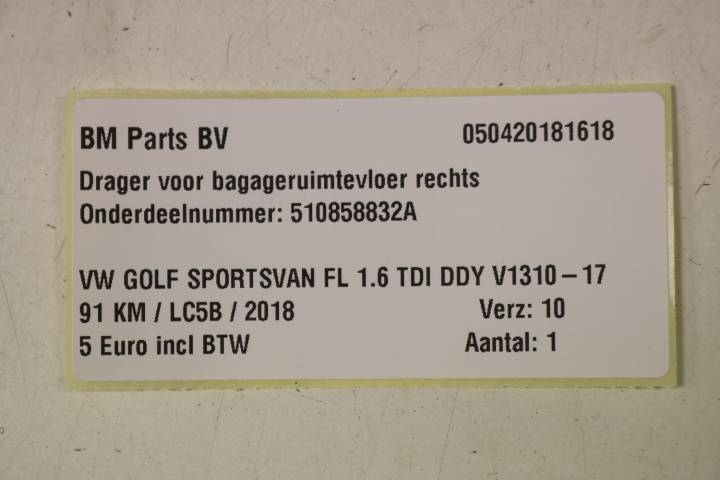 BM Parts BV 050420181618
Drager voor bagageruimtevloer rechts
Onderdeelnummer: 510858832A
VW GOLF SPORTSVAN FL 1.6 TDI DDY V1310 – 17
91 KM / LC5B / 2018 Verz: 10
5 Euro incl BTW Aantal: 1